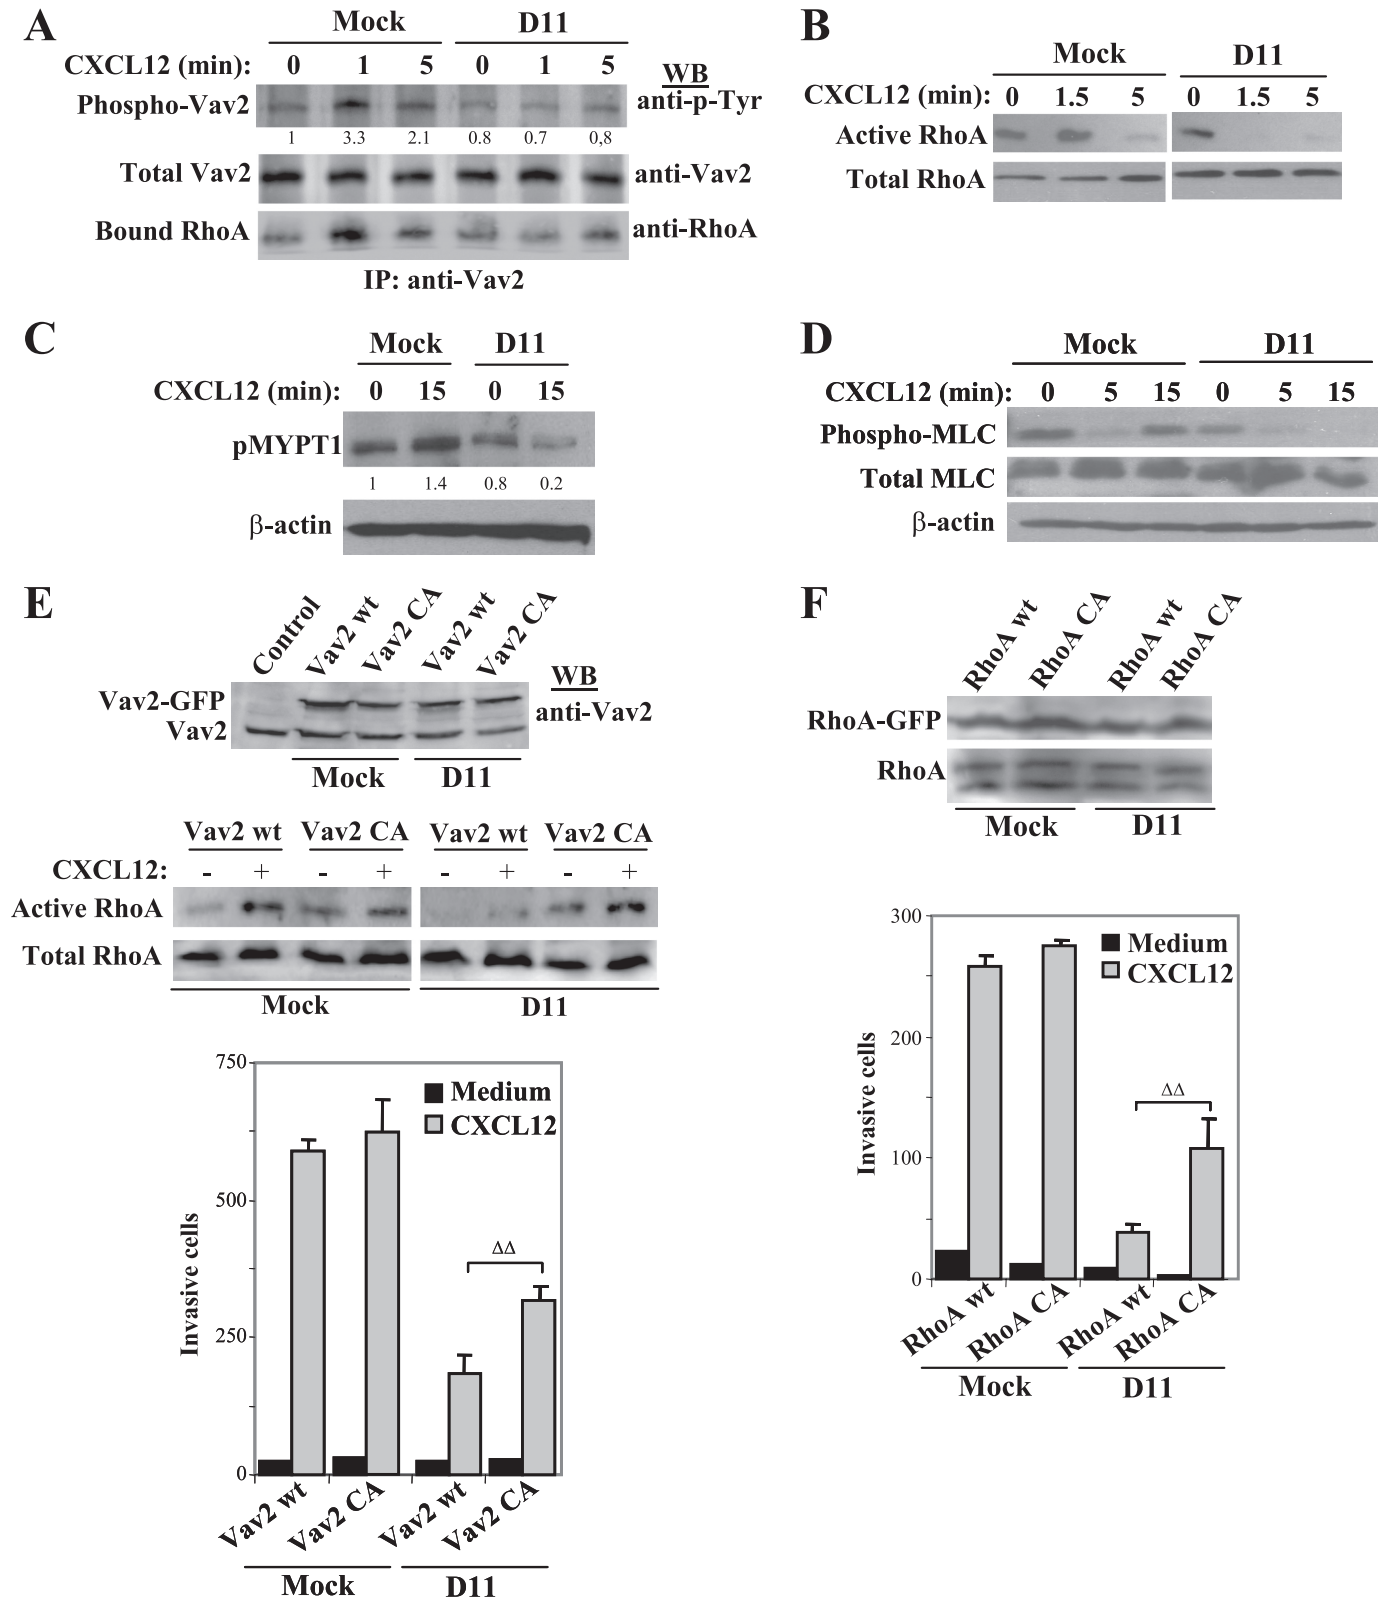 A
Mock D11
CXCL12 (min): 0 1 5 0 1 5 WB
Phospho-Vav2 anti-p-Tyr
1 3.3 2.1 0.8 0.7 0,8
Total Vav2 anti-Vav2
Bound RhoA anti-RhoA
IP: anti-Vav2
B
Mock D11
CXCL12 (min): 0 1.5 5 0 1.5 5
Active RhoA
Total RhoA
C
Mock D11
CXCL12 (min): 0 15 0 15
pMYPT1
1 1.4 0.8 0.2
β-actin
D
Mock D11
CXCL12 (min): 0 5 15 0 5 15
Phospho-MLC
Total MLC
β-actin
E
Control Vav2 wt Vav2 CA Vav2 wt Vav2 CA
WB
Vav2-GFP
Vav2 anti-Vav2
Mock D11
Vav2 wt Vav2 CA Vav2 wt Vav2 CA
CXCL12: - + - + - + - +
Active RhoA
Total RhoA
Mock D11
750
500
250
0
Invasive cells
Medium
CXCL12
ΔΔ
Vav2 wt Vav2 CA Vav2 wt Vav2 CA
Mock D11
F
RhoA wt RhoA CA RhoA wt RhoA CA
RhoA-GFP
RhoA
Mock D11
300
200
100
0
Invasive cells
Medium
CXCL12
ΔΔ
RhoA wt RhoA CA RhoA wt RhoA CA
Mock D11